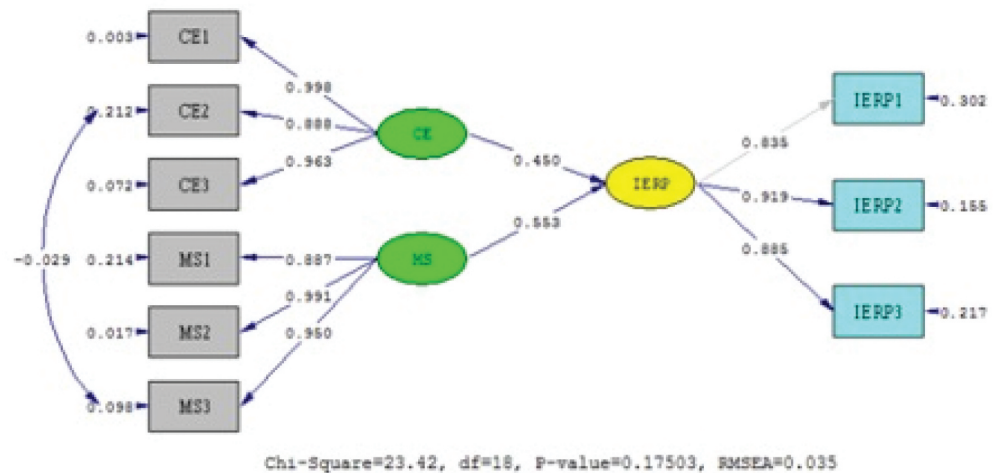 0.003 CE1
0.998
0.212 CE2
0.888
CE
0.963
0.072 CE3
-0.029
0.214 MS1
0.887
MS
0.991
0.017 MS2
0.950
0.098 MS3
0.450
0.553
IERP
0.835
IERP1 0.302
0.919
IERP2 0.155
0.885
IERP3 0.217
Chi-Square=23.42, df=18, P-value=0.17503, RMSEA=0.035